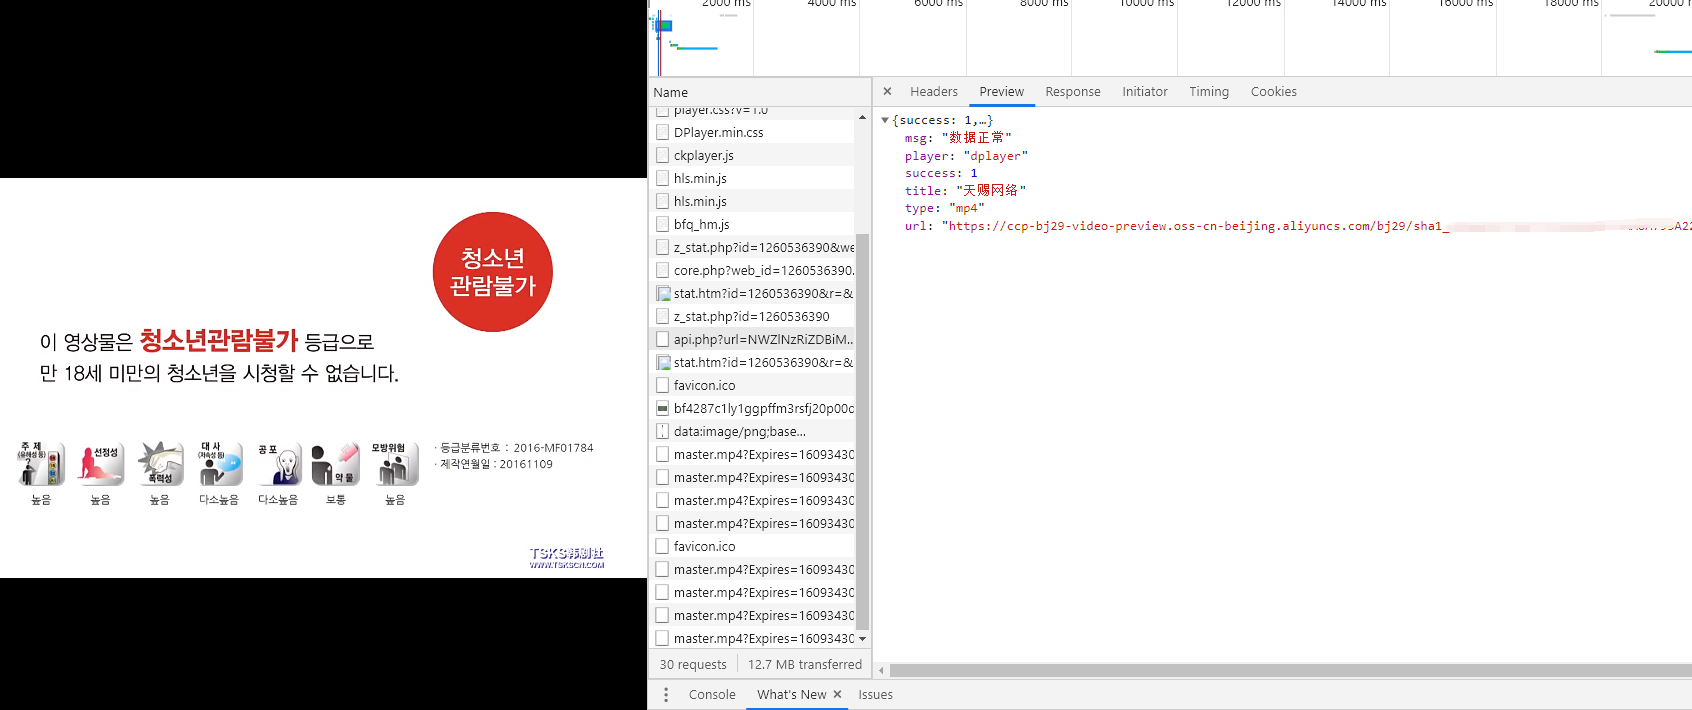 청소년
관람불가
이 영상물은 청소년관람불가 등급으로
만 18세 미만의 청소년을 시청할 수 없습니다.
주 제
(유해성 등)
높음
선정성
높음
폭력성
높음
대 사
(저속성 등)
다소높음
공 포
다소높음
약 물
보통
모방위험
높음
· 등급분류번호 : 2016-MF01784
· 제작연월일 : 20161109
TSKS韩剧社
WWW.TSKSCN.COM
2000 ms
4000 ms
6000 ms
8000 ms
10000 ms
12000 ms
14000 ms
16000 ms
18000 ms
20000 m
Name
player.css?v=1.0
DPlayer.min.css
ckplayer.js
hls.min.js
hls.min.js
bfq_hm.js
z_stat.php?id=1260536390&we
core.php?web_id=1260536390.
stat.htm?id=1260536390&r=&
z_stat.php?id=1260536390
api.php?url=NWZlNzRiZDBiM...
stat.htm?id=1260536390&r=&
favicon.ico
bf4287c1ly1ggpffm3rsfj20p00c
data:image/png;base...
master.mp4?Expires=16093430
master.mp4?Expires=16093430
master.mp4?Expires=16093430
master.mp4?Expires=16093430
favicon.ico
master.mp4?Expires=16093430
master.mp4?Expires=16093430
master.mp4?Expires=16093430
master.mp4?Expires=16093430
30 requests
12.7 MB transferred
Headers
Preview
Response
Initiator
Timing
Cookies
{success: 1,…}
msg: "数据正常"
player: "dplayer"
success: 1
title: "天赐网络"
type: "mp4"
url: "https://ccp-bj29-video-preview.oss-cn-beijing.aliyuncs.com/bj29/sha1_
Console
What's New
Issues